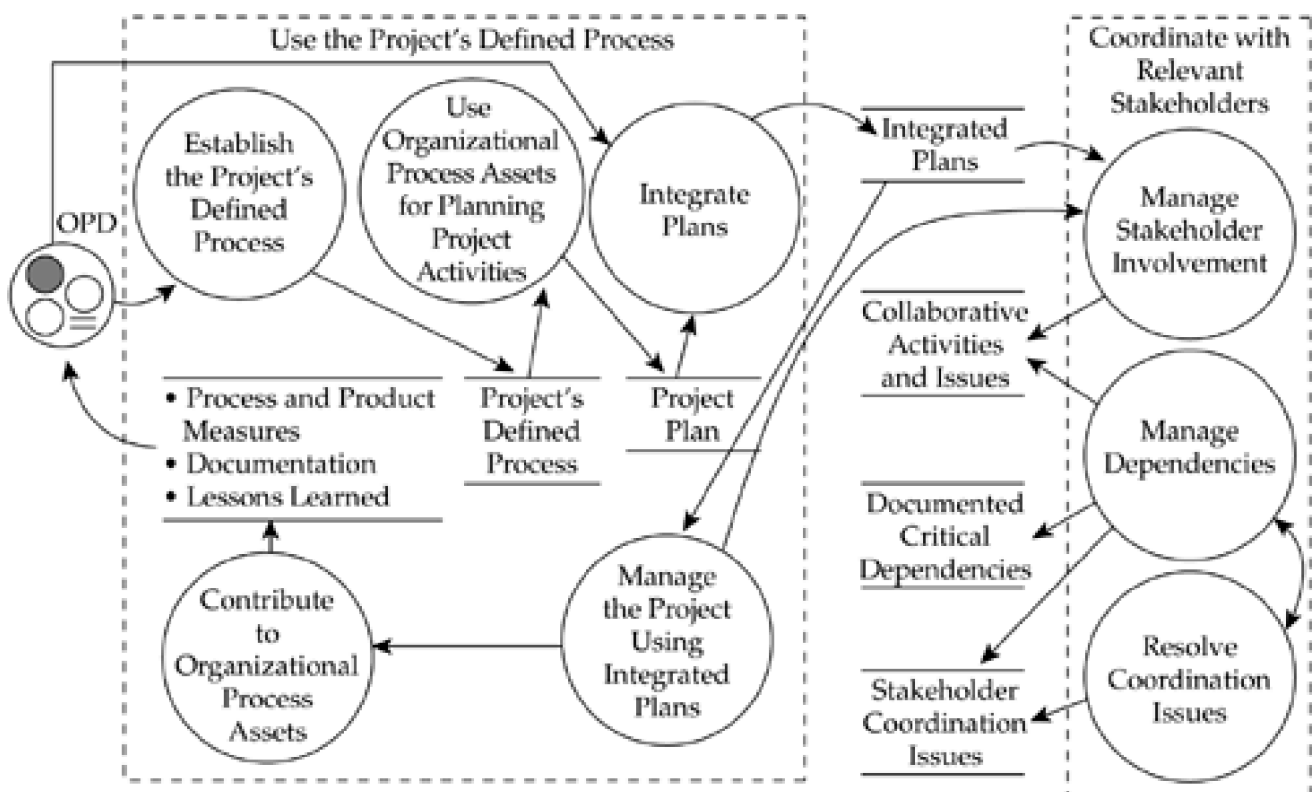 Use the Project's Defined Process
Coordinate with
Relevant
Stakeholders
OPD
Establish
the Project's
Defined
Process
Use
Organizational
Process Assets
for Planning
Project
Activities
Integrate
Plans
Integrated
Plans
Manage
Stakeholder
Involvement
• Process and Product
Measures
• Documentation
• Lessons Learned
Project's
Defined
Process
Project
Plan
Collaborative
Activities
and Issues
Manage
Dependencies
Documented
Critical
Dependencies
Contribute
to
Organizational
Process
Assets
Manage
the Project
Using
Integrated
Plans
Stakeholder
Coordination
Issues
Resolve
Coordination
Issues